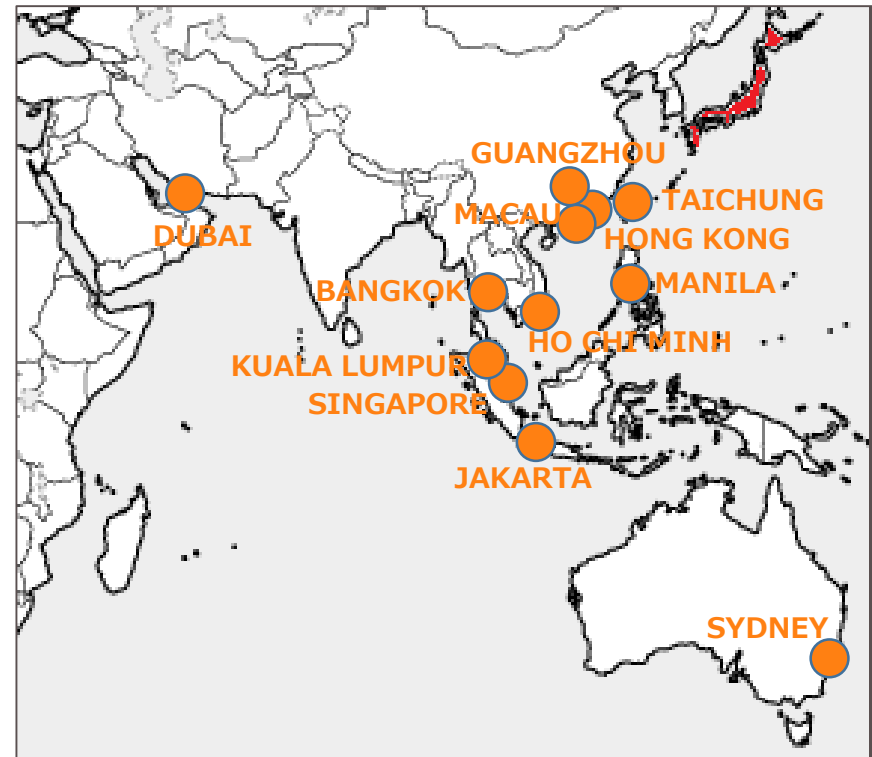 GUANGZHOU
TAICHUNG
MACAU
DUBAI
HONG KONG
BANGKOK
MANILA
HO CHI MINH
KUALA LUMPUR
SINGAPORE
JAKARTA
SYDNEY